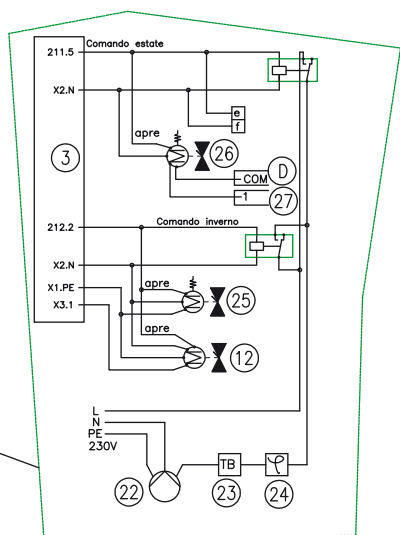 211.5 Comando estate
X2.N
e
f
apre
3
26
D
COM
1
27
212.2 Comando inverno
X2.N
apre
X1.PE
25
X3.1
apre
12
L
N
PE
230V
TB
22
23
24